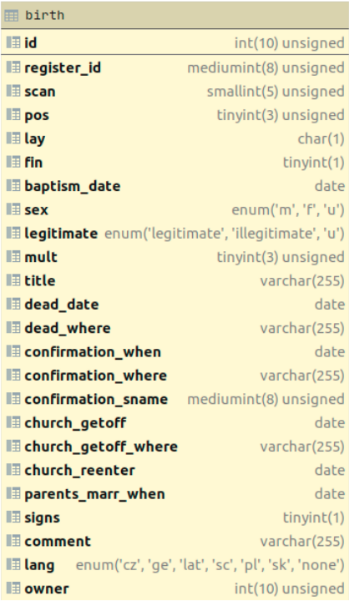 birth
id int(10) unsigned
register_id mediumint(8) unsigned
scan smallint(5) unsigned
pos tinyint(3) unsigned
lay char(1)
fin tinyint(1)
baptism_date date
sex enum('m', 'f', 'u')
legitimate enum('legitimate', 'illegitimate', 'u')
mult tinyint(3) unsigned
title varchar(255)
dead_date date
dead_where varchar(255)
confirmation_when date
confirmation_where varchar(255)
confirmation_sname mediumint(8) unsigned
church_getoff date
church_getoff_where varchar(255)
church_reenter date
parents_marr_when date
signs tinyint(1)
comment varchar(255)
lang enum('cz', 'ge', 'lat', 'sc', 'pl', 'sk', 'none')
owner int(10) unsigned